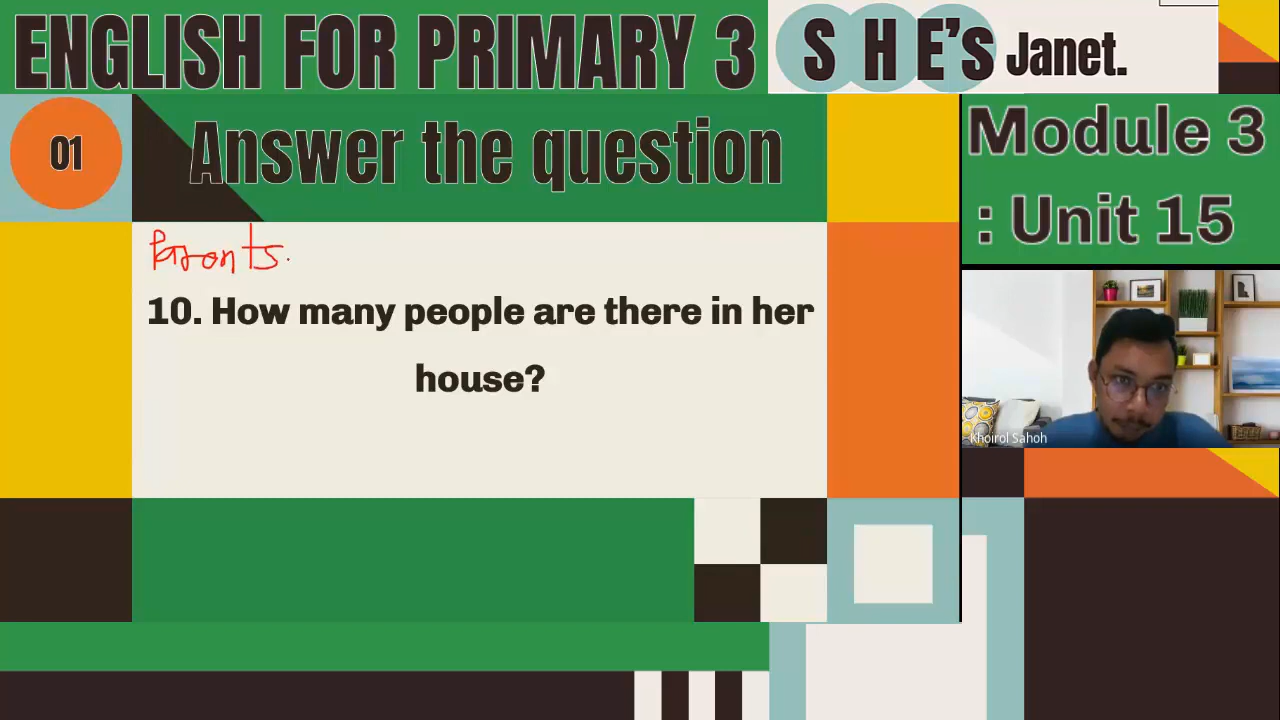 ENGLISH FOR PRIMARY 3
SHE's Janet.
01
Answer the question
Module 3
: Unit 15
Parents.
10. How many people are there in her
house?
Khoirol Sahoh